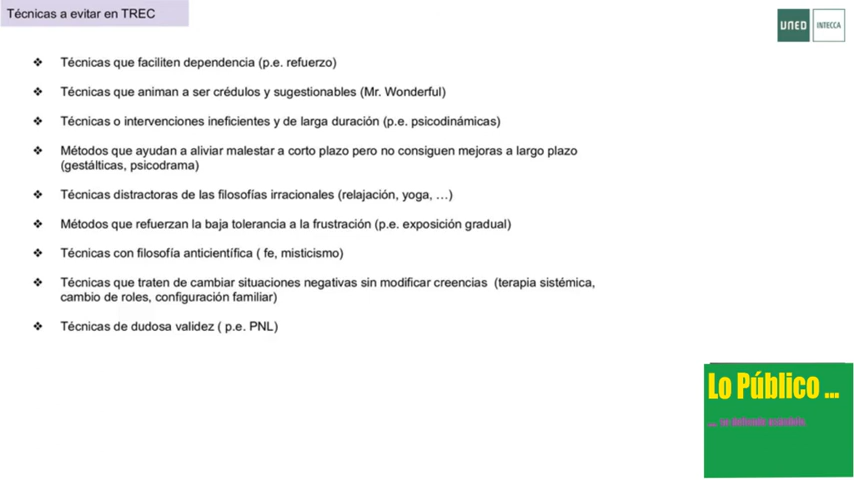 Técnicas a evitar en TREC
UNED INTECCA
❖ Técnicas que faciliten dependencia (p.e. refuerzo)
❖ Técnicas que animan a ser crédulos y sugestionables (Mr. Wonderful)
❖ Técnicas o intervenciones ineficientes y de larga duración (p.e. psicodinámicas)
❖ Métodos que ayudan a aliviar malestar a corto plazo pero no consiguen mejoras a largo plazo
(gestálticas, psicodrama)
❖ Técnicas distractoras de las filosofías irracionales (relajación, yoga, …)
❖ Métodos que refuerzan la baja tolerancia a la frustración (p.e. exposición gradual)
❖ Técnicas con filosofía anticientífica ( fe, misticismo)
❖ Técnicas que traten de cambiar situaciones negativas sin modificar creencias (terapia sistémica,
cambio de roles, configuración familiar)
❖ Técnicas de dudosa validez ( p.e. PNL)
Lo Público ...
... se defiende